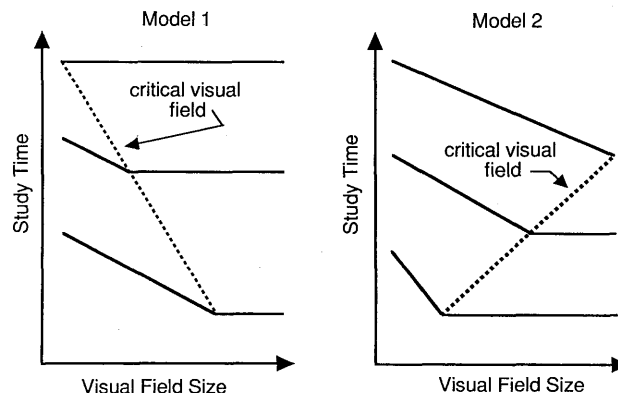 Model 1
critical visual
field
Study Time
Visual Field Size
Model 2
critical visual
field
Study Time
Visual Field Size